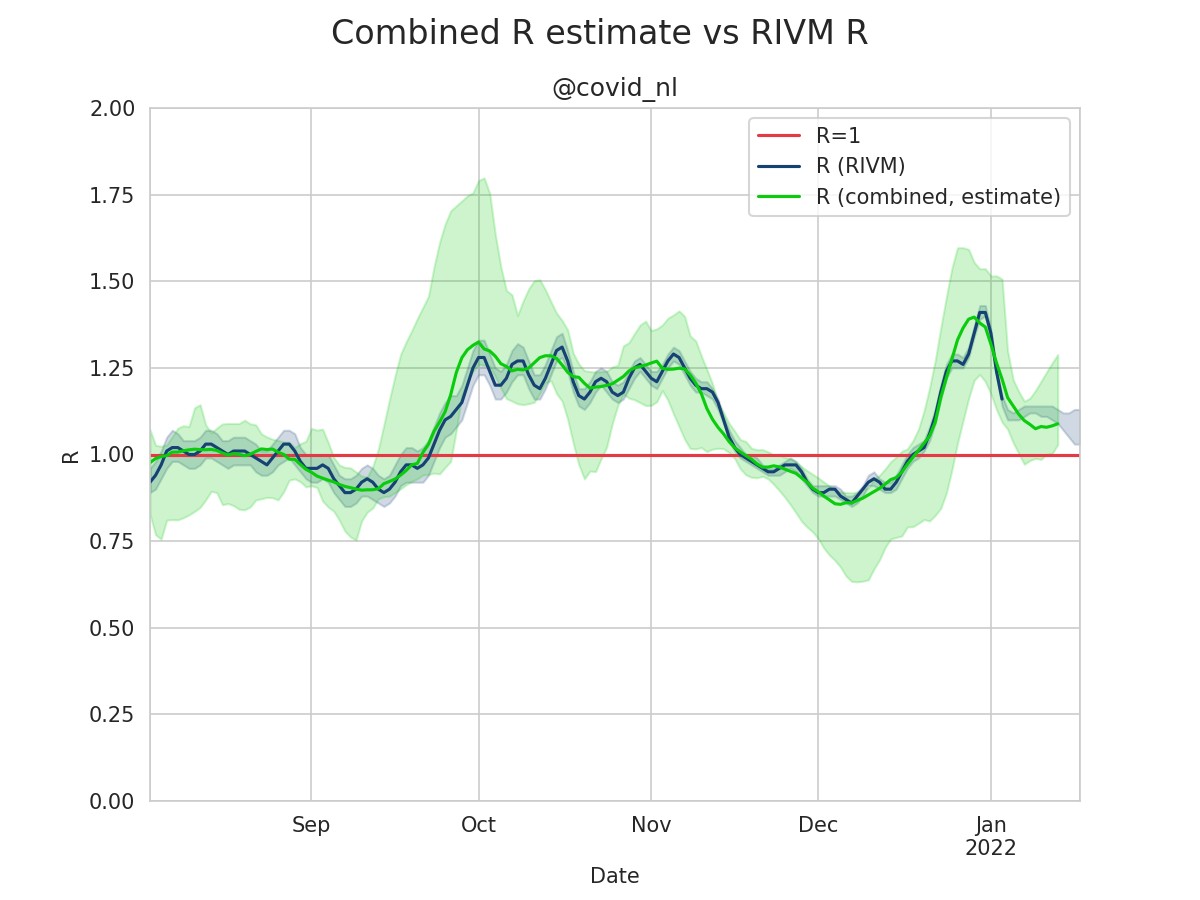 Combined R estimate vs RIVM R
@covid_nl
2.00
1.75
1.50
1.25
1.00
0.75
0.50
0.25
0.00
R
R=1
R (RIVM)
R (combined, estimate)
Sep
Oct
Nov
Dec
Jan
2022
Date